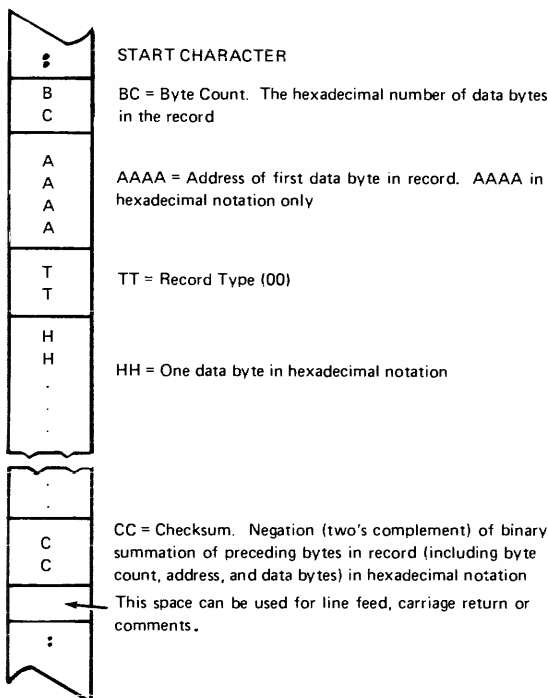 :
START CHARACTER
B
C
BC = Byte Count. The hexadecimal number of data bytes
in the record
A
A
A
A
AAAA = Address of first data byte in record. AAAA in
hexadecimal notation only
T
T
TT = Record Type (00)
H
H
.
.
.
HH = One data byte in hexadecimal notation
.
.
C
C
CC = Checksum. Negation (two's complement) of binary
summation of preceding bytes in record (including byte
count, address, and data bytes) in hexadecimal notation
This space can be used for line feed, carriage return or
comments.
: